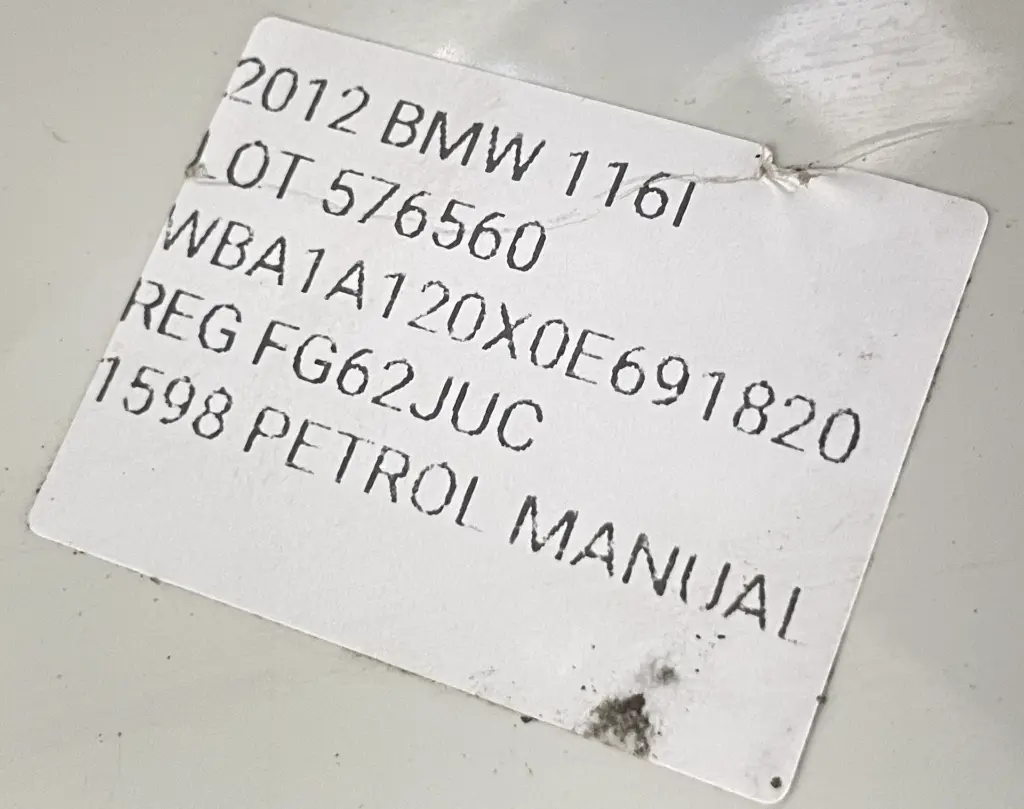 2012 BMW 116I
LOT 576560
WBA1A120X0E691820
REG FG62JUC
1598 PETROL MANUAL